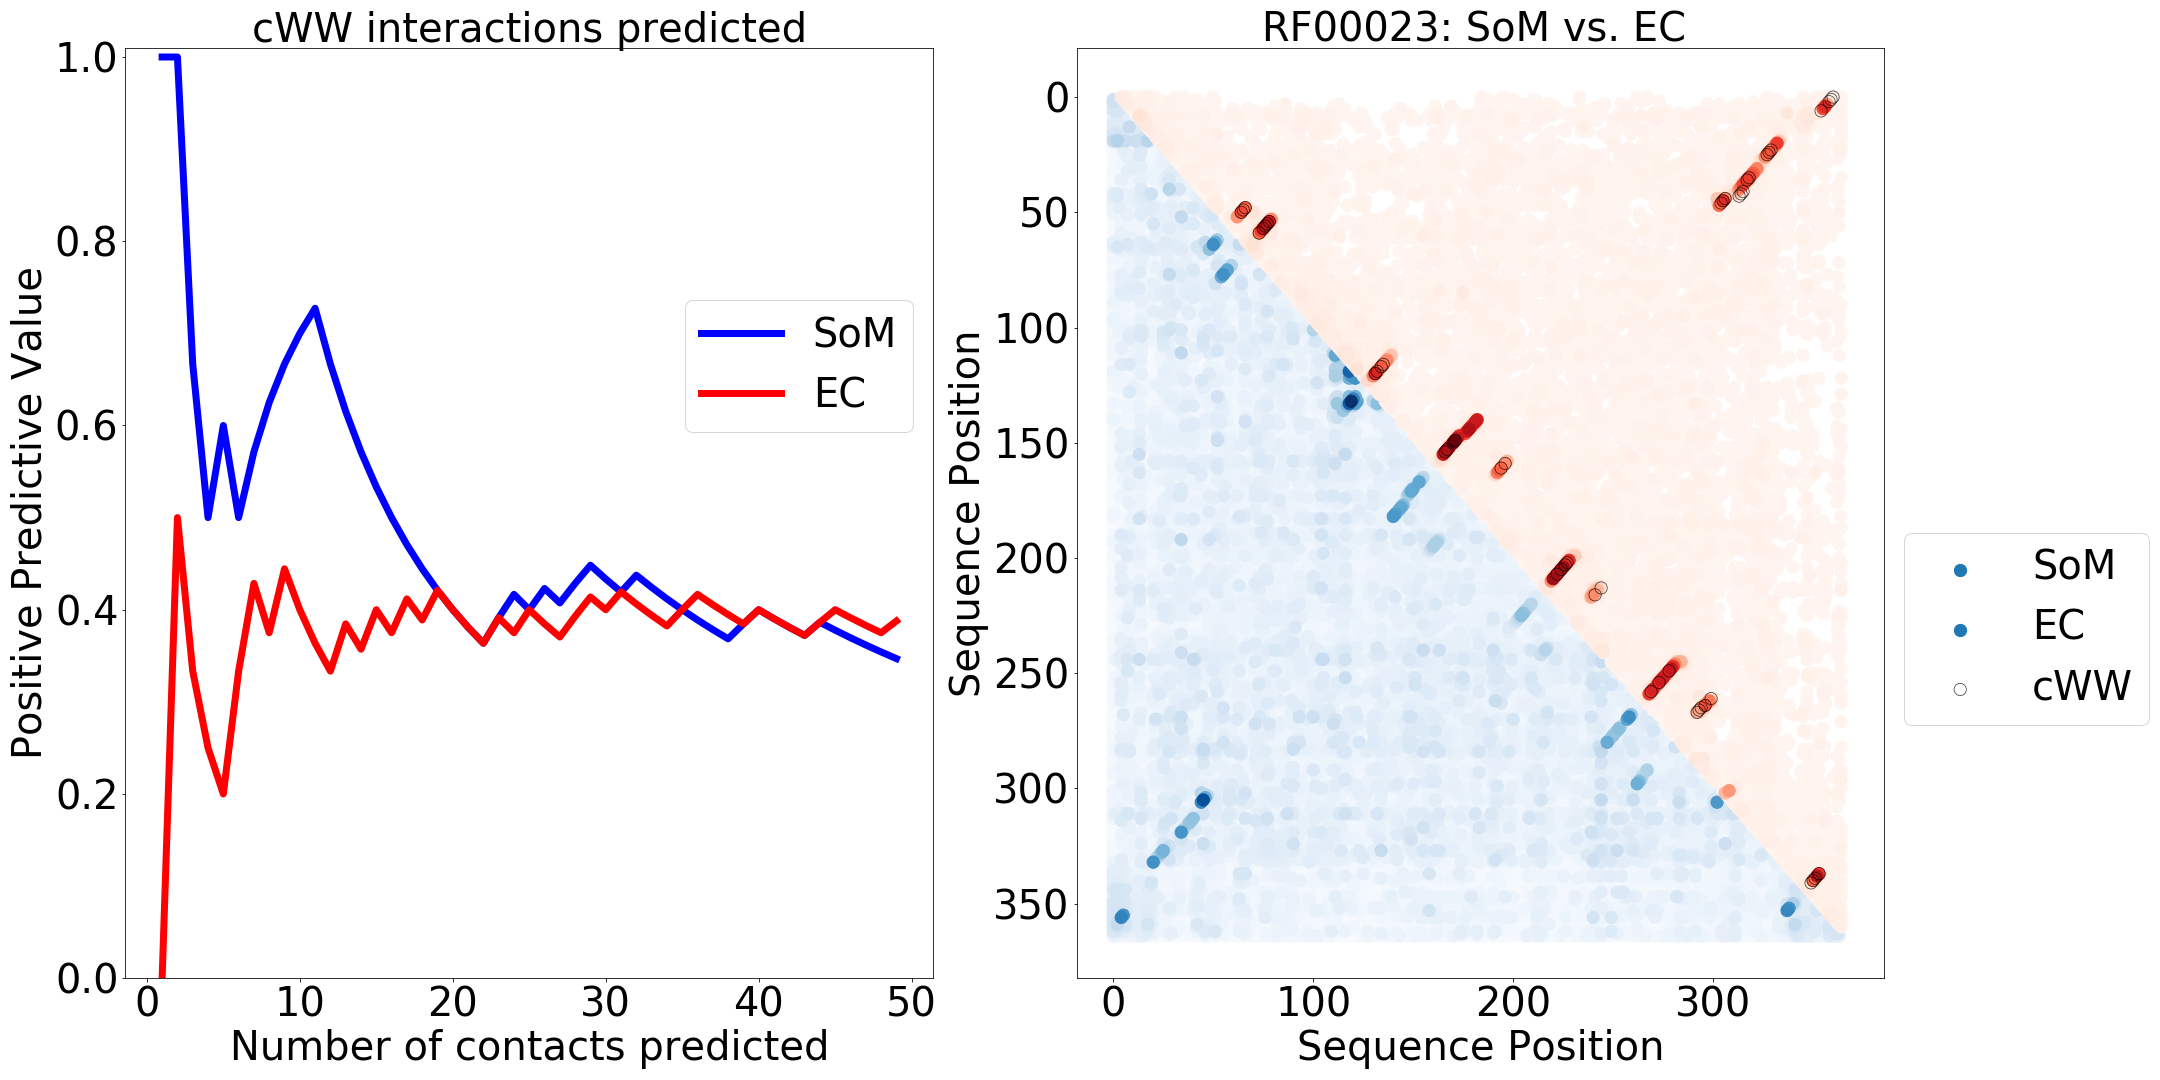 cWW interactions predicted
1.0
0.8
0.6
0.4
0.2
0.0
Positive Predictive Value
SoM
EC
0 10 20 30 40 50
Number of contacts predicted
RF00023: SoM vs. EC
0
50
100
150
200
250
300
350
Sequence Position
0 100 200 300
Sequence Position
SoM
EC
cWW